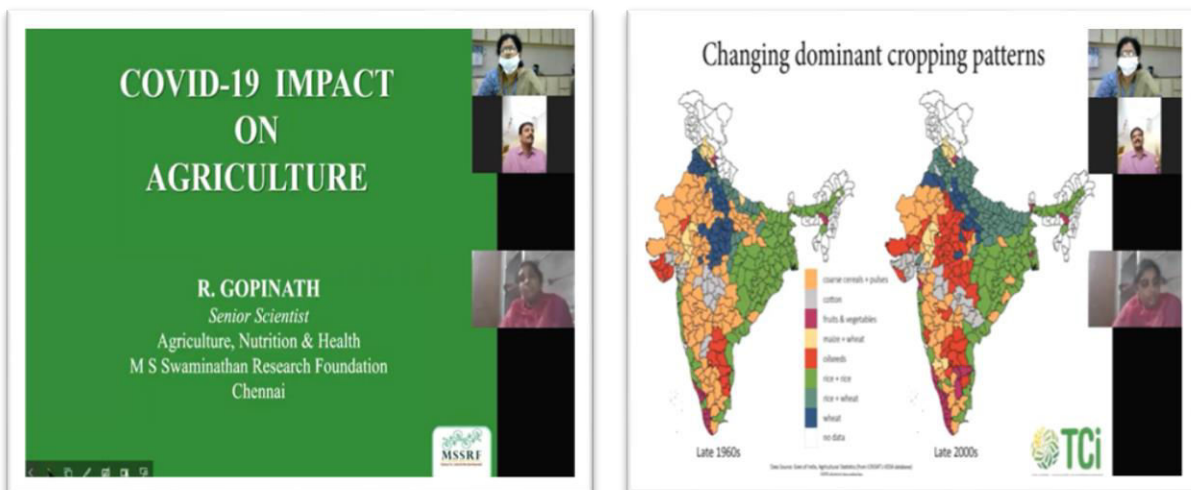 COVID-19 IMPACT
ON
AGRICULTURE
R. GOPINATH
Senior Scientist
Agriculture, Nutrition & Health
M S Swaminathan Research Foundation
Chennai
MSSRF
Changing dominant cropping patterns
coarse cereals + pulses
cotton
fruits & vegetables
maize + wheat
oilseeds
rice + rice
rice + wheat
wheat
no data
Late 1960s
Late 2000s
TCi